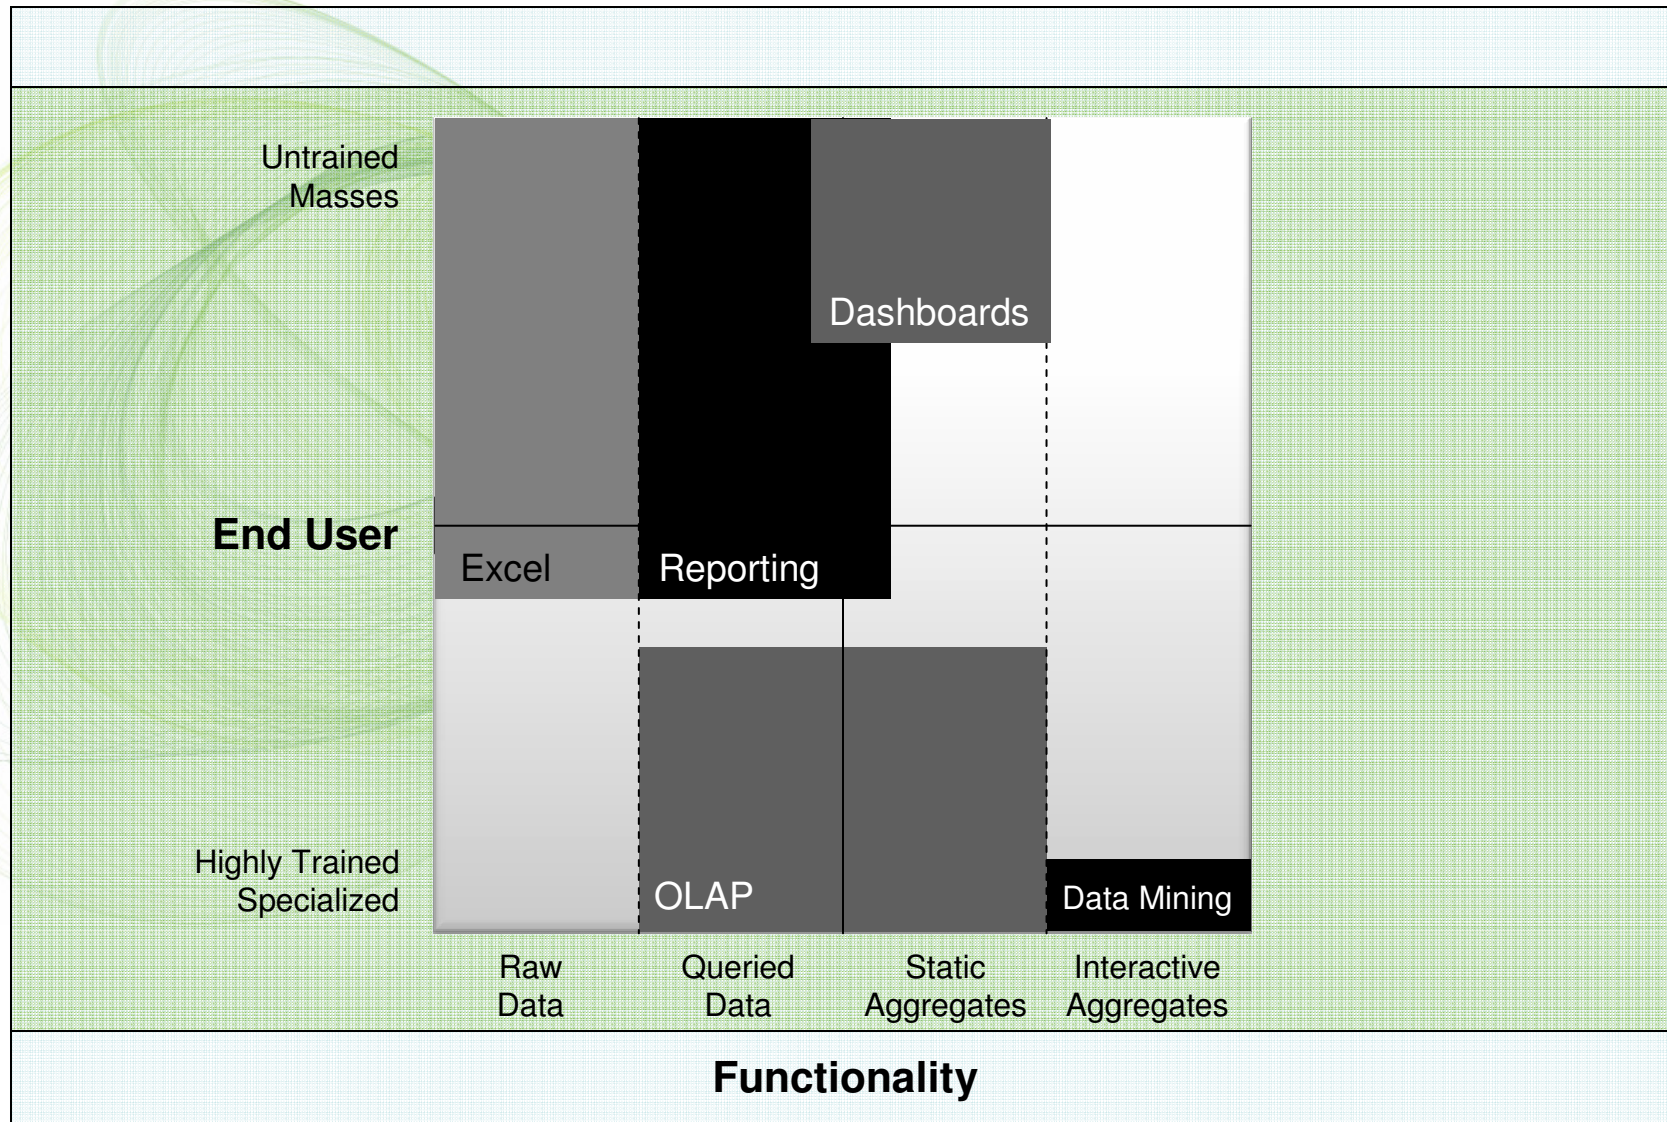 Untrained
Masses
Dashboards
End User
Excel
Reporting
Highly Trained
Specialized
OLAP
Data Mining
Raw
Data
Queried
Data
Static
Aggregates
Interactive
Aggregates
Functionality